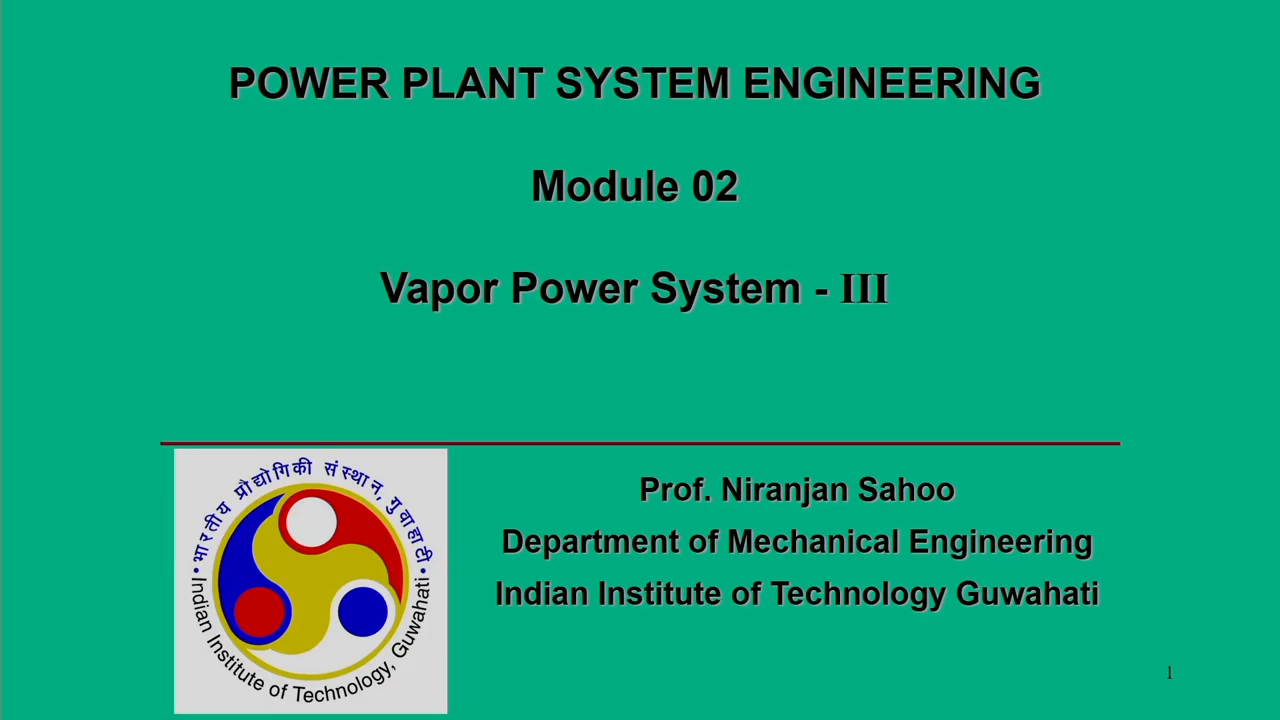 POWER PLANT SYSTEM ENGINEERING
Module 02
Vapor Power System - III
भारतीय प्रौद्योगिकी संस्थान, गुवाहाटी
Indian Institute of Technology, Guwahati
Prof. Niranjan Sahoo
Department of Mechanical Engineering
Indian Institute of Technology Guwahati
1